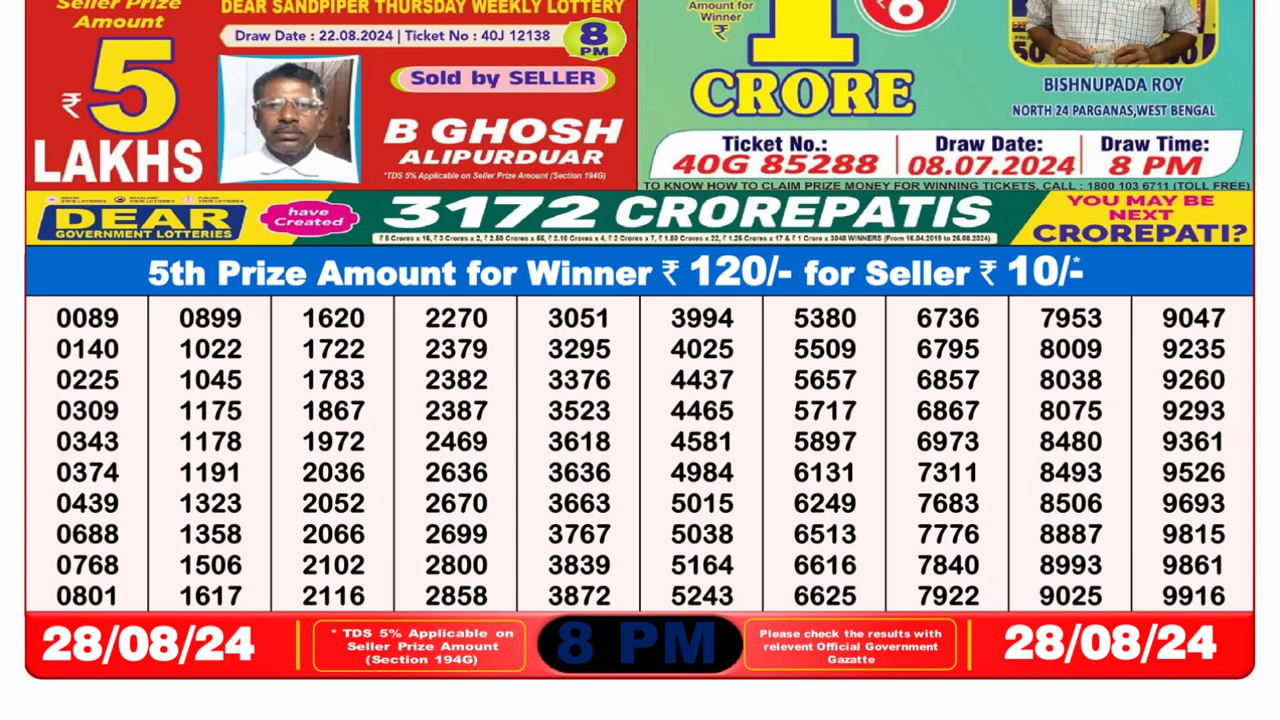 Seller Prize
Amount
₹5
LAKHS
DEAR SANDPIPER THURSDAY WEEKLY LOTTERY
Draw Date : 22.08.2024 | Ticket No : 40J 12138
8
PM
Sold by SELLER
B GHOSH
ALIPURDUAR
*TDS 5% Applicable on Seller Prize Amount (Section 194G)
Amount for
Winner
₹
1
CRORE
50
BISHNUPADA ROY
NORTH 24 PARGANAS,WEST BENGAL
Ticket No.:
40G 85288
Draw Date:
08.07.2024
Draw Time:
8 PM
TO KNOW HOW TO CLAIM PRIZE MONEY FOR WINNING TICKETS, CALL : 1800 103 6711 (TOLL FREE)
DEAR
GOVERNMENT LOTTERIES
have
Created
3172 CROREPATIS
YOU MAY BE
NEXT
CROREPATI?
5th Prize Amount for Winner ₹ 120/- for Seller ₹ 10/-*
0089 0899 1620 2270 3051 3994 5380 6736 7953 9047
0140 1022 1722 2379 3295 4025 5509 6795 8009 9235
0225 1045 1783 2382 3376 4437 5657 6857 8038 9260
0309 1175 1867 2387 3523 4465 5717 6867 8075 9293
0343 1178 1972 2469 3618 4581 5897 6973 8480 9361
0374 1191 2036 2636 3636 4984 6131 7311 8493 9526
0439 1323 2052 2670 3663 5015 6249 7683 8506 9693
0688 1358 2066 2699 3767 5038 6513 7776 8887 9815
0768 1506 2102 2800 3839 5164 6616 7840 8993 9861
0801 1617 2116 2858 3872 5243 6625 7922 9025 9916
28/08/24
* TDS 5% Applicable on
Seller Prize Amount
(Section 194G)
8 PM
Please check the results with
relevent Official Government
Gazatte
28/08/24